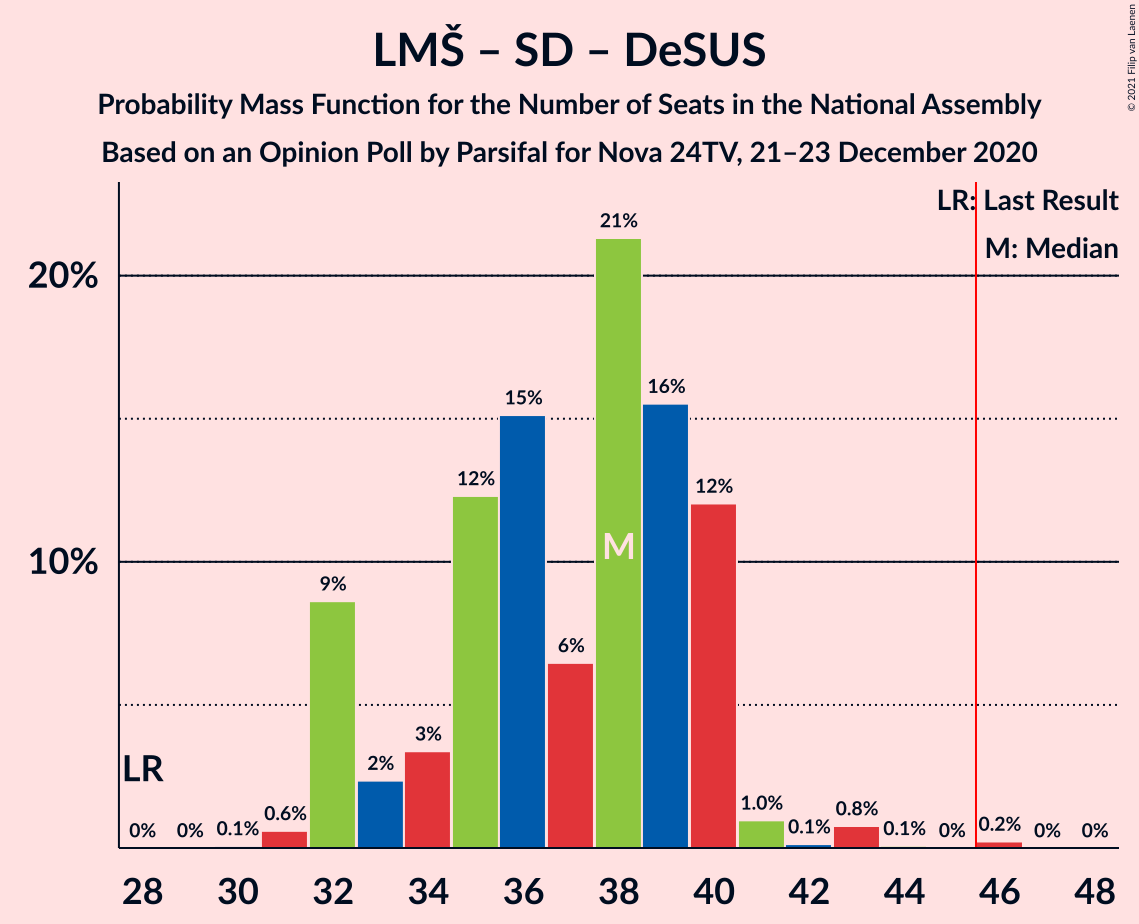 LMŠ – SD – DeSUS
Probability Mass Function for the Number of Seats in the National Assembly
Based on an Opinion Poll by Parsifal for Nova 24TV, 21–23 December 2020
© 2021 Filip van Laenen
LR: Last Result
M: Median
20%
10%
0% 0% 0.1% 0.6% 9% 2% 3% 12% 15% 6% 21% 16% 12% 1.0% 0.1% 0.8% 0.1% 0% 0.2% 0% 0%
LR
M
28 30 32 34 36 38 40 42 44 46 48